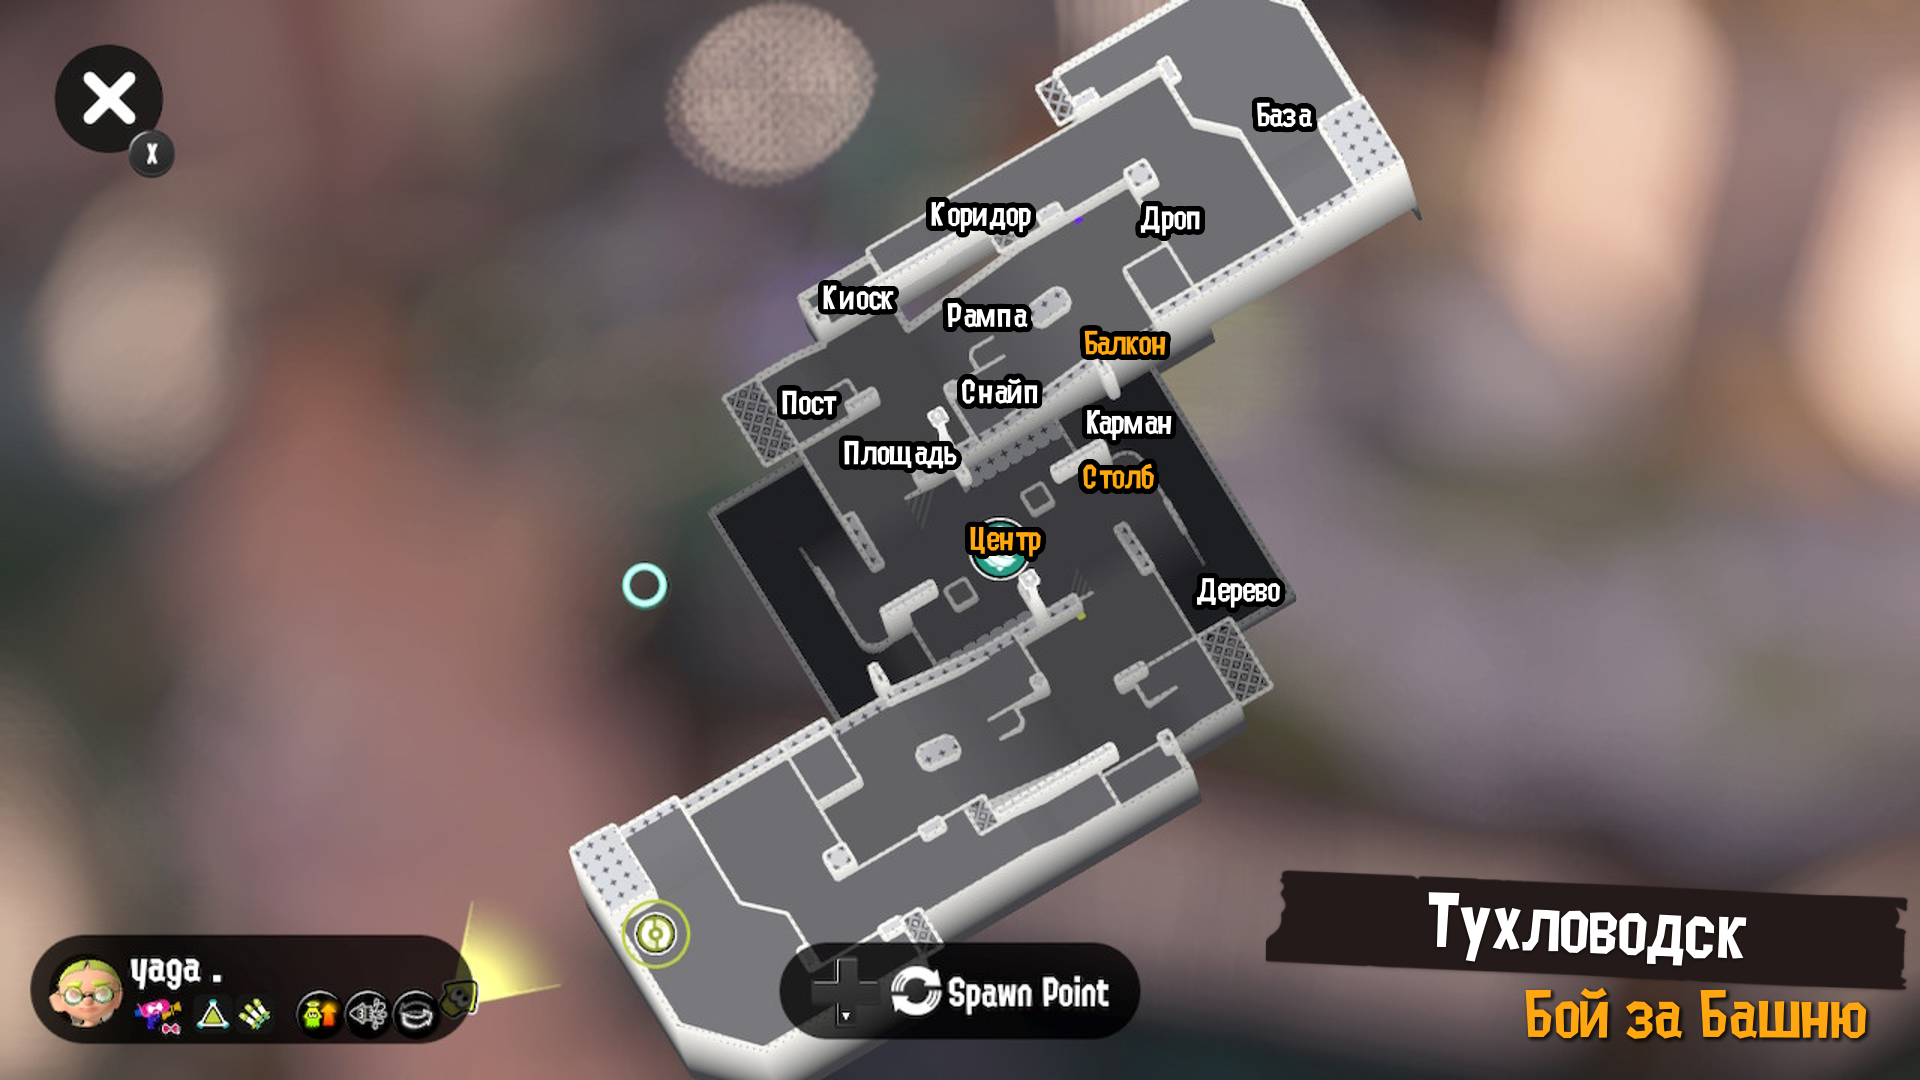 X
База
Коридор
Дроп
Киоск
Рампа
Балкон
Снайп
Пост
Карман
Площадь
Столб
Центр
Дерево
Тухловодск
yaga .
Spawn Point
Бой за Башню